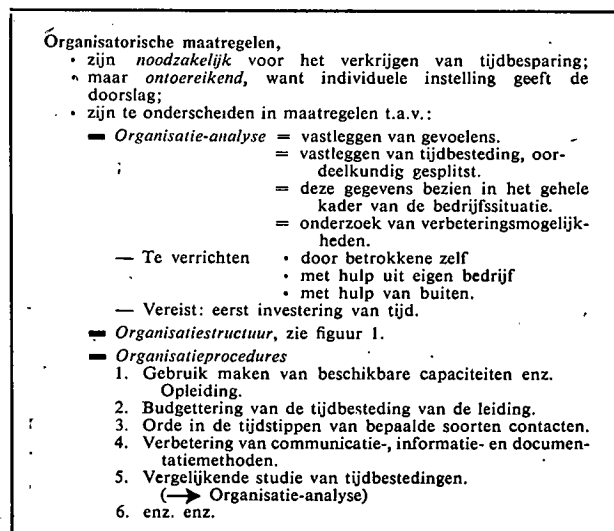 Organisatorische maatregelen,
• zijn noodzakelijk voor het verkrijgen van tijdbesparing;
• maar ontoereikend, want individuele instelling geeft de
doorslag;
• zijn te onderscheiden in maatregelen t.a.v.:
— Organisatie-analyse = vastleggen van gevoelens.
= vastleggen van tijdbesteding, oor-
deelkundig gesplitst.
= deze gegevens bezien in het gehele
kader van de bedrijfssituatie.
= onderzoek van verbeteringsmogelijk-
heden.
— Te verrichten • door betrokkene zelf
• met hulp uit eigen bedrijf
• met hulp van buiten.
— Vereist: eerst investering van tijd.
— Organisatiestructuur, zie figuur 1.
— Organisatieprocedures
1. Gebruik maken van beschikbare capaciteiten enz.
Opleiding.
2. Budgettering van de tijdbesteding van de leiding.
3. Orde in de tijdstippen van bepaalde soorten contacten.
4. Verbetering van communicatie-, informatie- en documen-
tatiemethoden.
5. Vergelijkende studie van tijdbestedingen.
(→ Organisatie-analyse)
6. enz. enz.